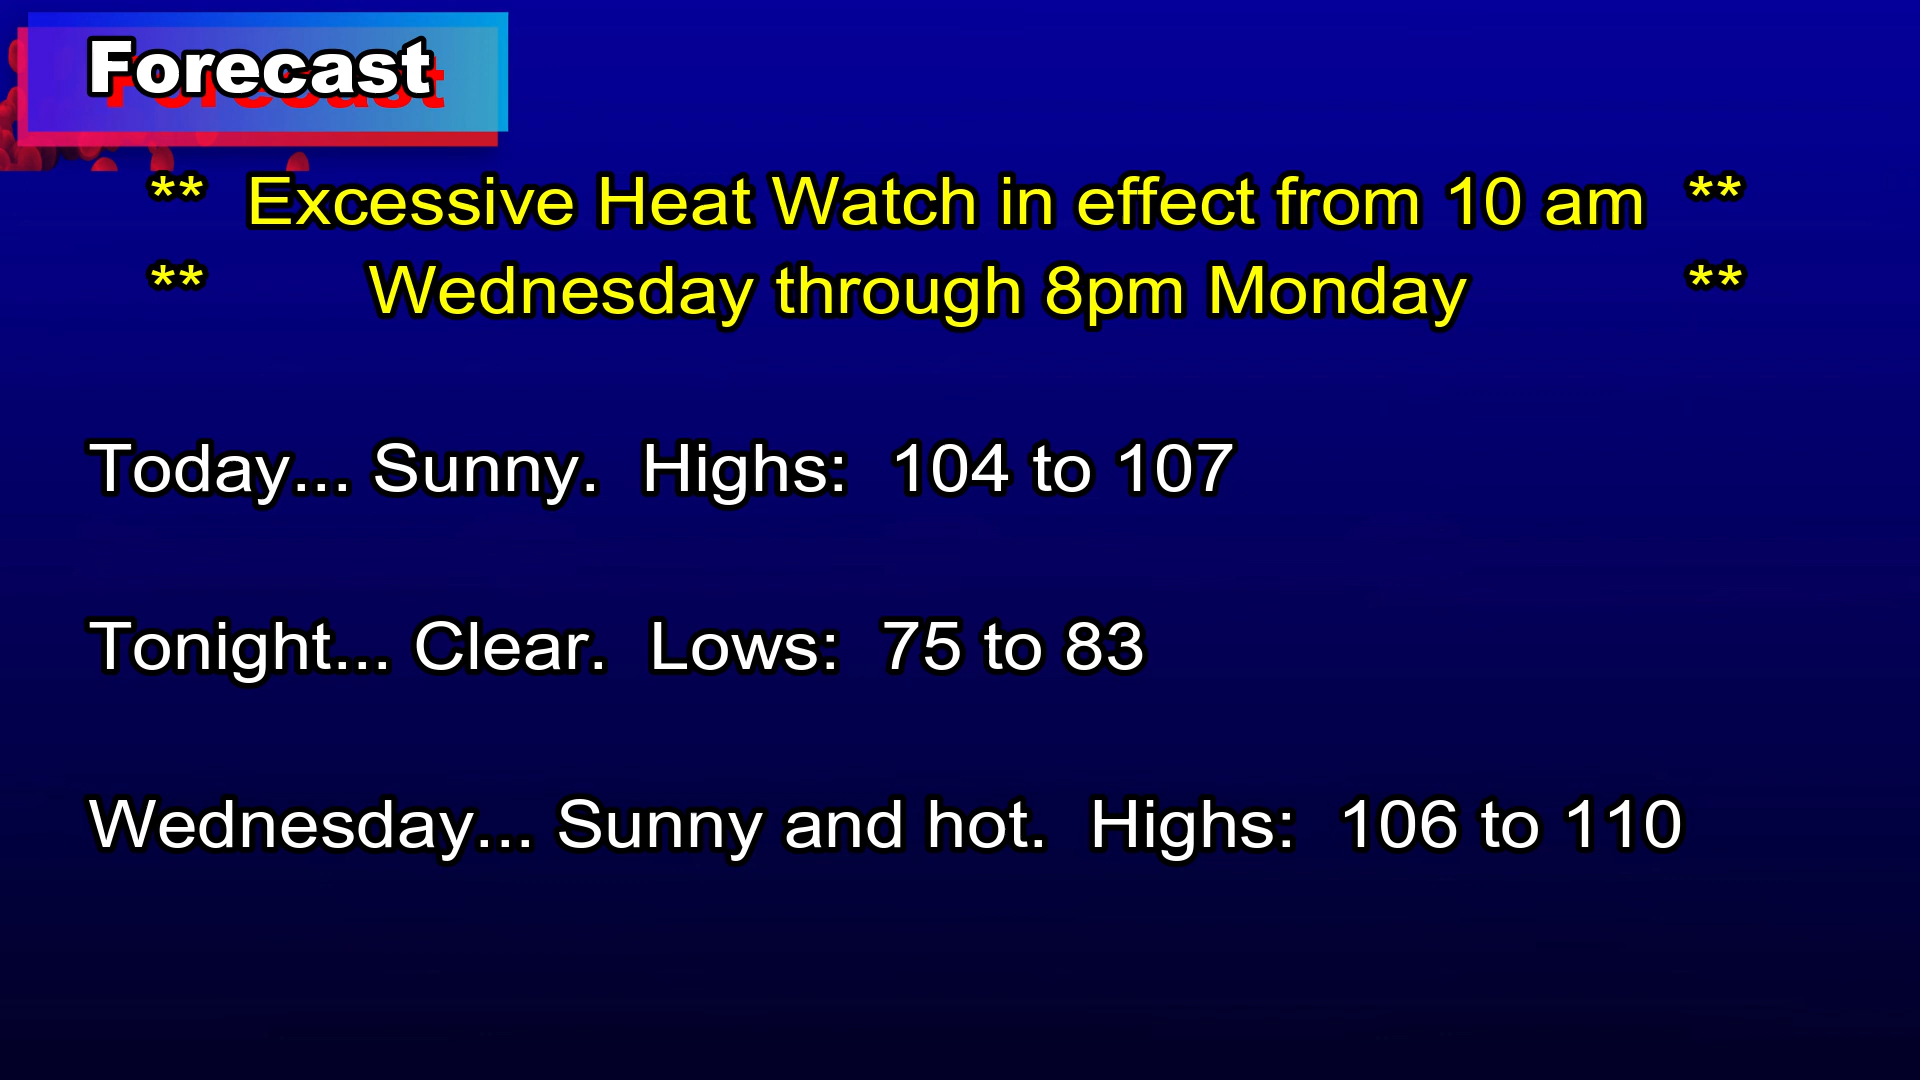 Forecast
** Excessive Heat Watch in effect from 10 am **
** Wednesday through 8pm Monday **
Today... Sunny. Highs: 104 to 107
Tonight... Clear. Lows: 75 to 83
Wednesday... Sunny and hot. Highs: 106 to 110